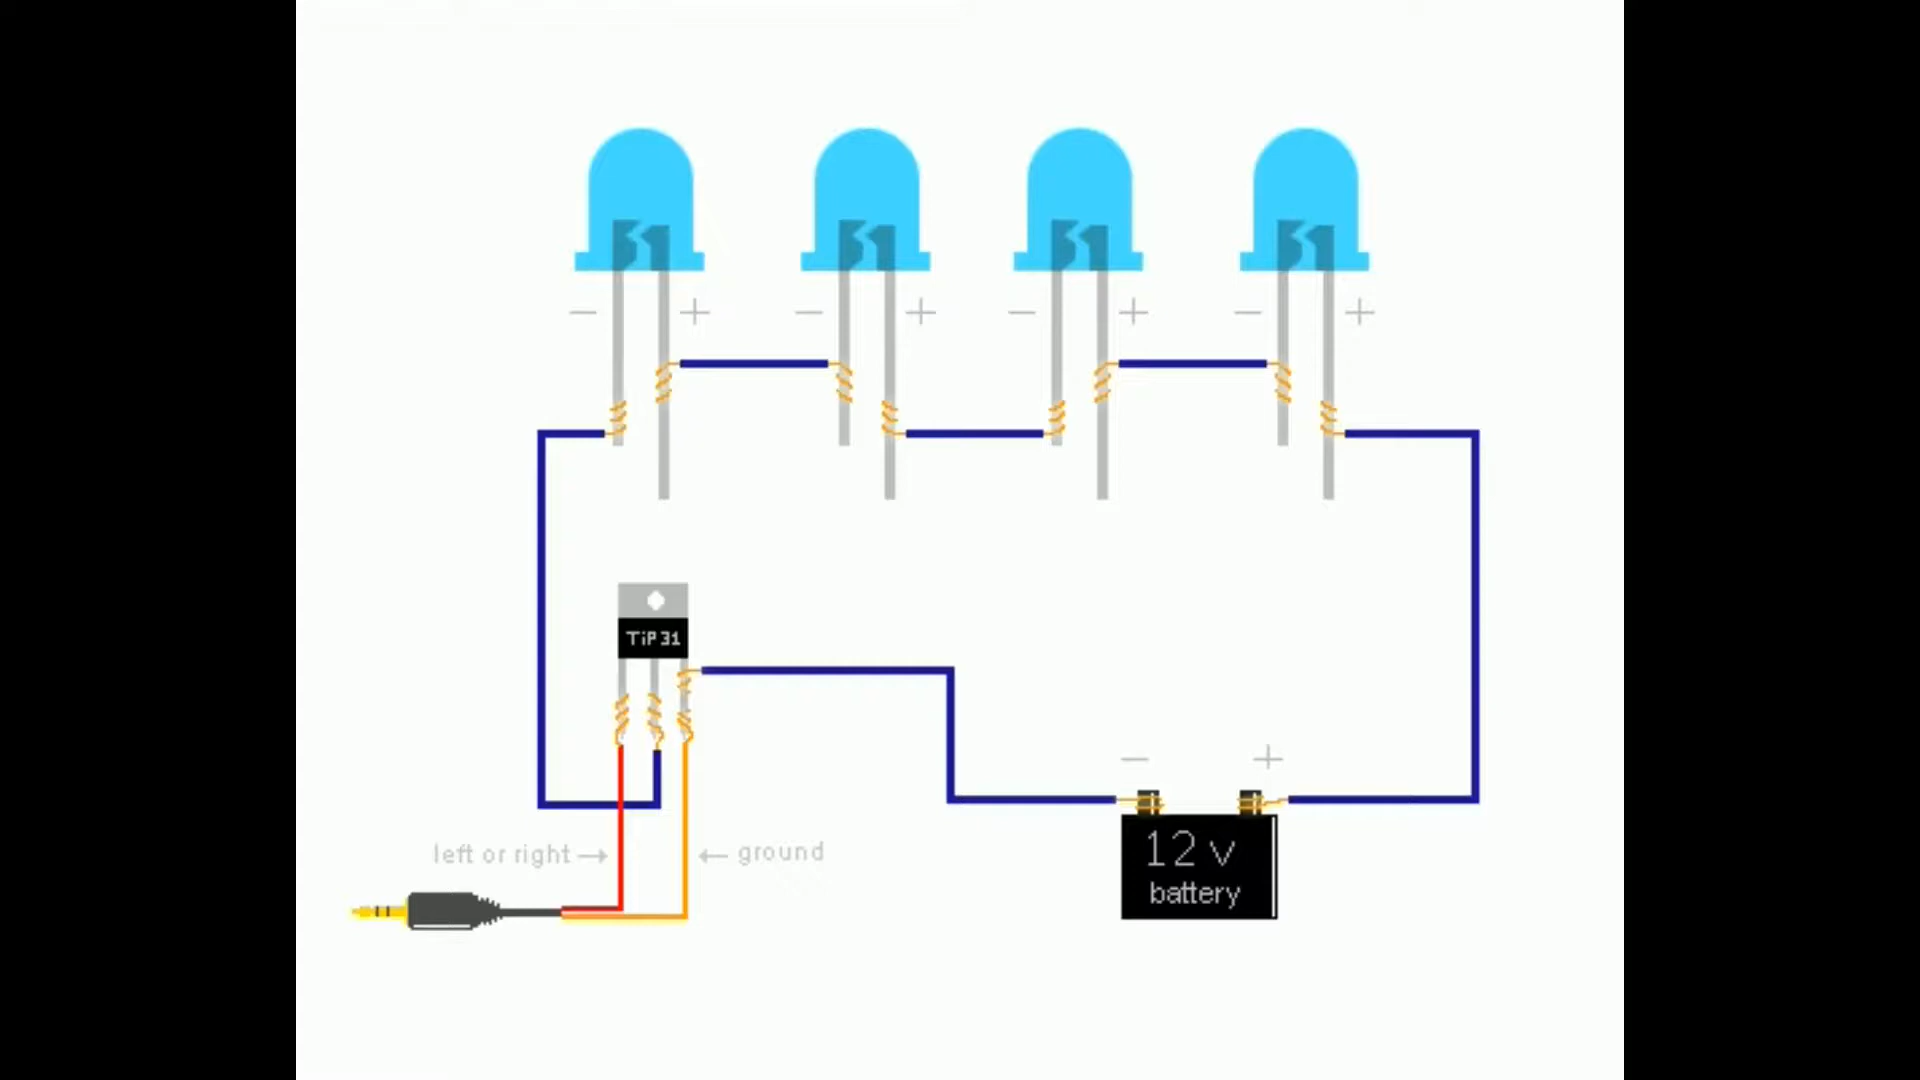 − + − + − + − +
TiP31
− +
12 v
battery
left or right →
← ground